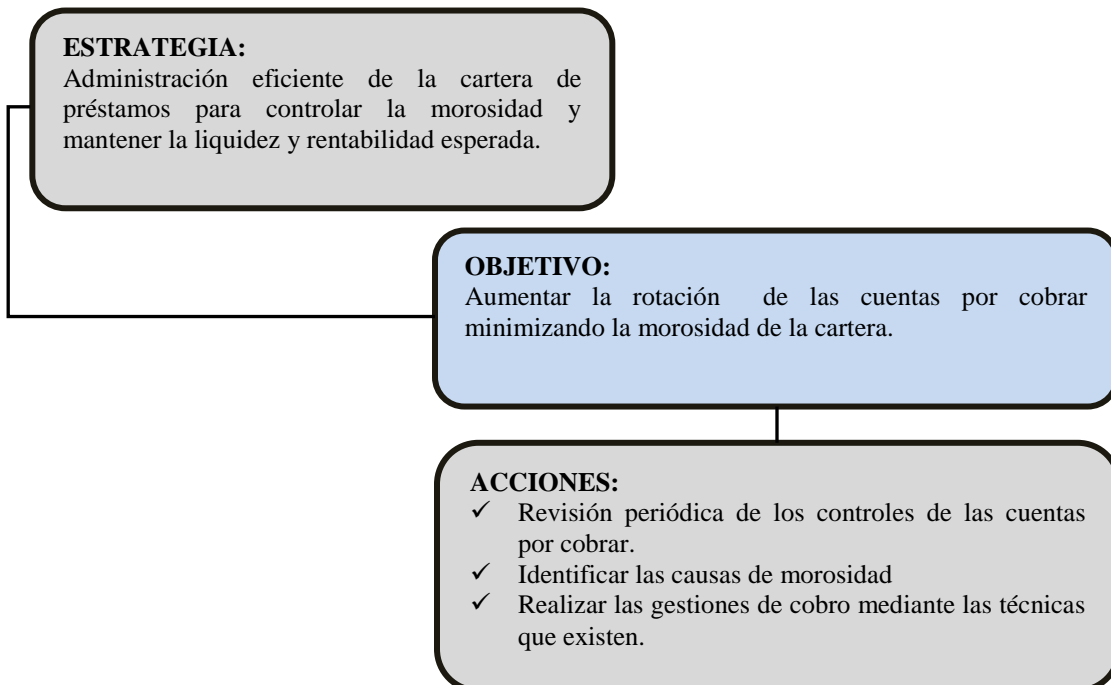 ESTRATEGIA:
Administración eficiente de la cartera de
préstamos para controlar la morosidad y
mantener la liquidez y rentabilidad esperada.
OBJETIVO:
Aumentar la rotación de las cuentas por cobrar
minimizando la morosidad de la cartera.
ACCIONES:
✓ Revisión periódica de los controles de las cuentas
por cobrar.
✓ Identificar las causas de morosidad
✓ Realizar las gestiones de cobro mediante las técnicas
que existen.